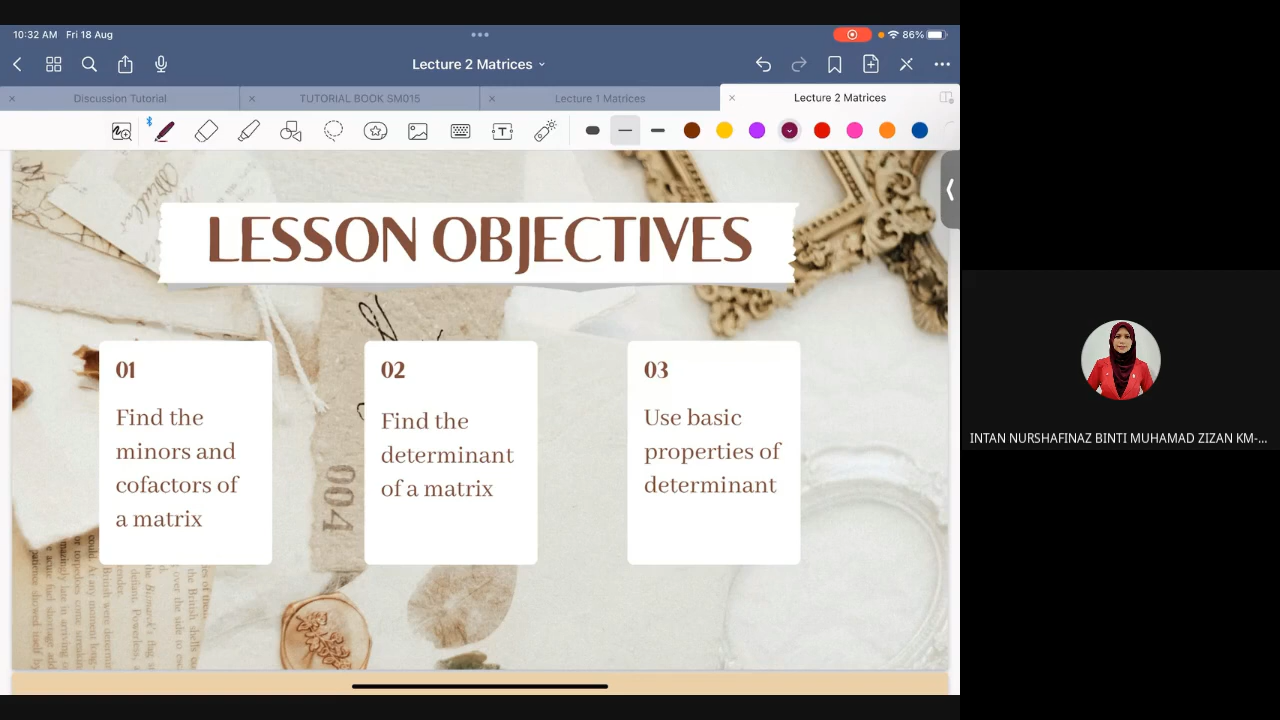 10:32 AM Fri 18 Aug
86%
Lecture 2 Matrices
Discussion Tutorial
TUTORIAL BOOK SM015
Lecture 1 Matrices
Lecture 2 Matrices
LESSON OBJECTIVES
01
Find the
minors and
cofactors of
a matrix
02
Find the
determinant
of a matrix
03
Use basic
properties of
determinant
004
INTAN NURSHAFINAZ BINTI MUHAMAD ZIZAN KM-...